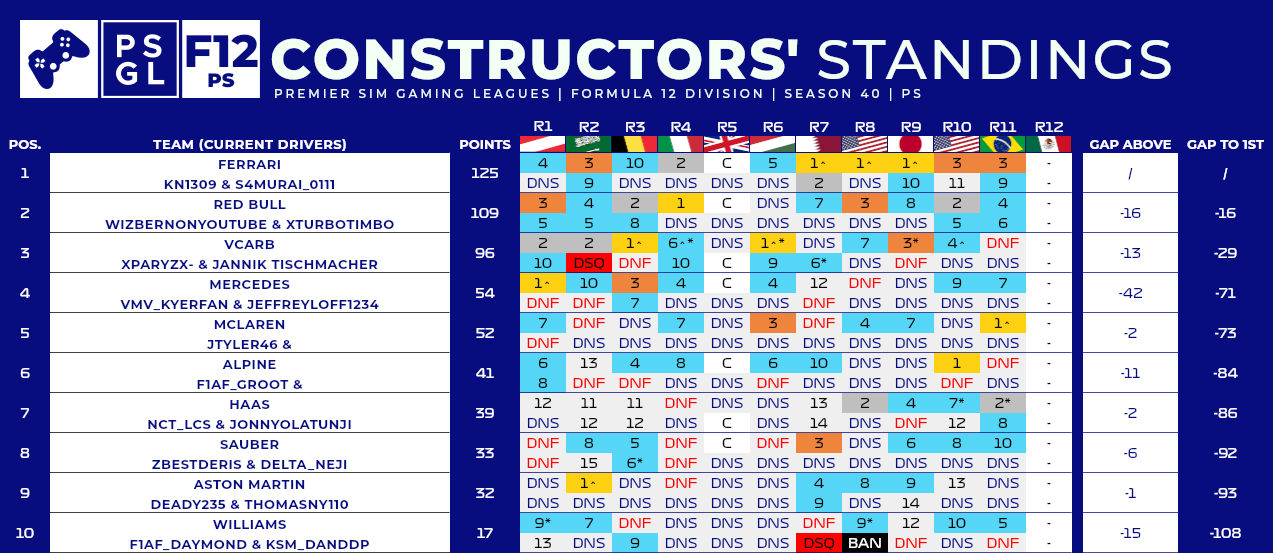 PS
GL
F12
PS
CONSTRUCTORS' STANDINGS
PREMIER SIM GAMING LEAGUES | FORMULA 12 DIVISION | SEASON 40 | PS
R1 R2 R3 R4 R5 R6 R7 R8 R9 R10 R11 R12
POS. TEAM (CURRENT DRIVERS) POINTS GAP ABOVE GAP TO 1ST
FERRARI 4 3 10 2 C 5 1^ 1^ 1^ 3 3 -
1 125 / /
KN1309 & S4MURAI_0111 DNS 9 DNS DNS DNS DNS 2 DNS 10 11 9 -
RED BULL 3 4 2 1 C DNS 7 3 8 2 4 -
2 109 -16 -16
WIZBERNONYOUTUBE & XTURBOTIMBO 5 5 8 DNS DNS DNS DNS DNS DNS 5 6 -
VCARB 2 2 1^ 6^* DNS 1^* DNS 7 3* 4^ DNF -
3 96 -13 -29
XPARYZX- & JANNIK TISCHMACHER 10 DSQ DNF 10 C 9 6* DNS DNF DNS DNS -
MERCEDES 1^ 10 3 4 C 4 12 DNF DNS 9 7 -
4 54 -42 -71
VMV_KYERFAN & JEFFREYLOFF1234 DNF DNF 7 DNS DNS DNS DNF DNS DNS DNS DNS -
MCLAREN 7 DNF DNS 7 DNS 3 DNF 4 7 DNS 1^ -
5 52 -2 -73
JTYLER46 & DNF DNS DNS DNS DNS DNS DNS DNS DNS DNS DNS -
ALPINE 6 13 4 8 C 6 10 DNS DNS 1 DNF -
6 41 -11 -84
F1AF_GROOT & 8 DNF DNF DNS DNS DNF DNS DNS DNS DNF DNS -
HAAS 12 11 11 DNF DNS DNS 13 2 4 7* 2* -
7 39 -2 -86
NCT_LCS & JONNYOLATUNJI DNS 12 12 DNS C DNS 14 DNS DNF 12 8 -
SAUBER DNF 8 5 DNF C DNF 3 DNS 6 8 10 -
8 33 -6 -92
ZBESTDERIS & DELTA_NEJI DNF 15 6* DNF DNS DNS DNS DNS DNS DNS DNS -
ASTON MARTIN DNS 1^ DNS DNF DNS DNS 4 8 9 13 DNS -
9 32 -1 -93
DEADY235 & THOMASNY110 DNS DNS DNS DNS DNS DNS 9 DNS 14 DNS DNS -
WILLIAMS 9* 7 DNF DNS DNS DNS DNF 9* 12 10 5 -
10 17 -15 -108
F1AF_DAYMOND & KSM_DANDDP 13 DNS 9 DNS DNS DNS DSQ BAN DNF DNS DNF -